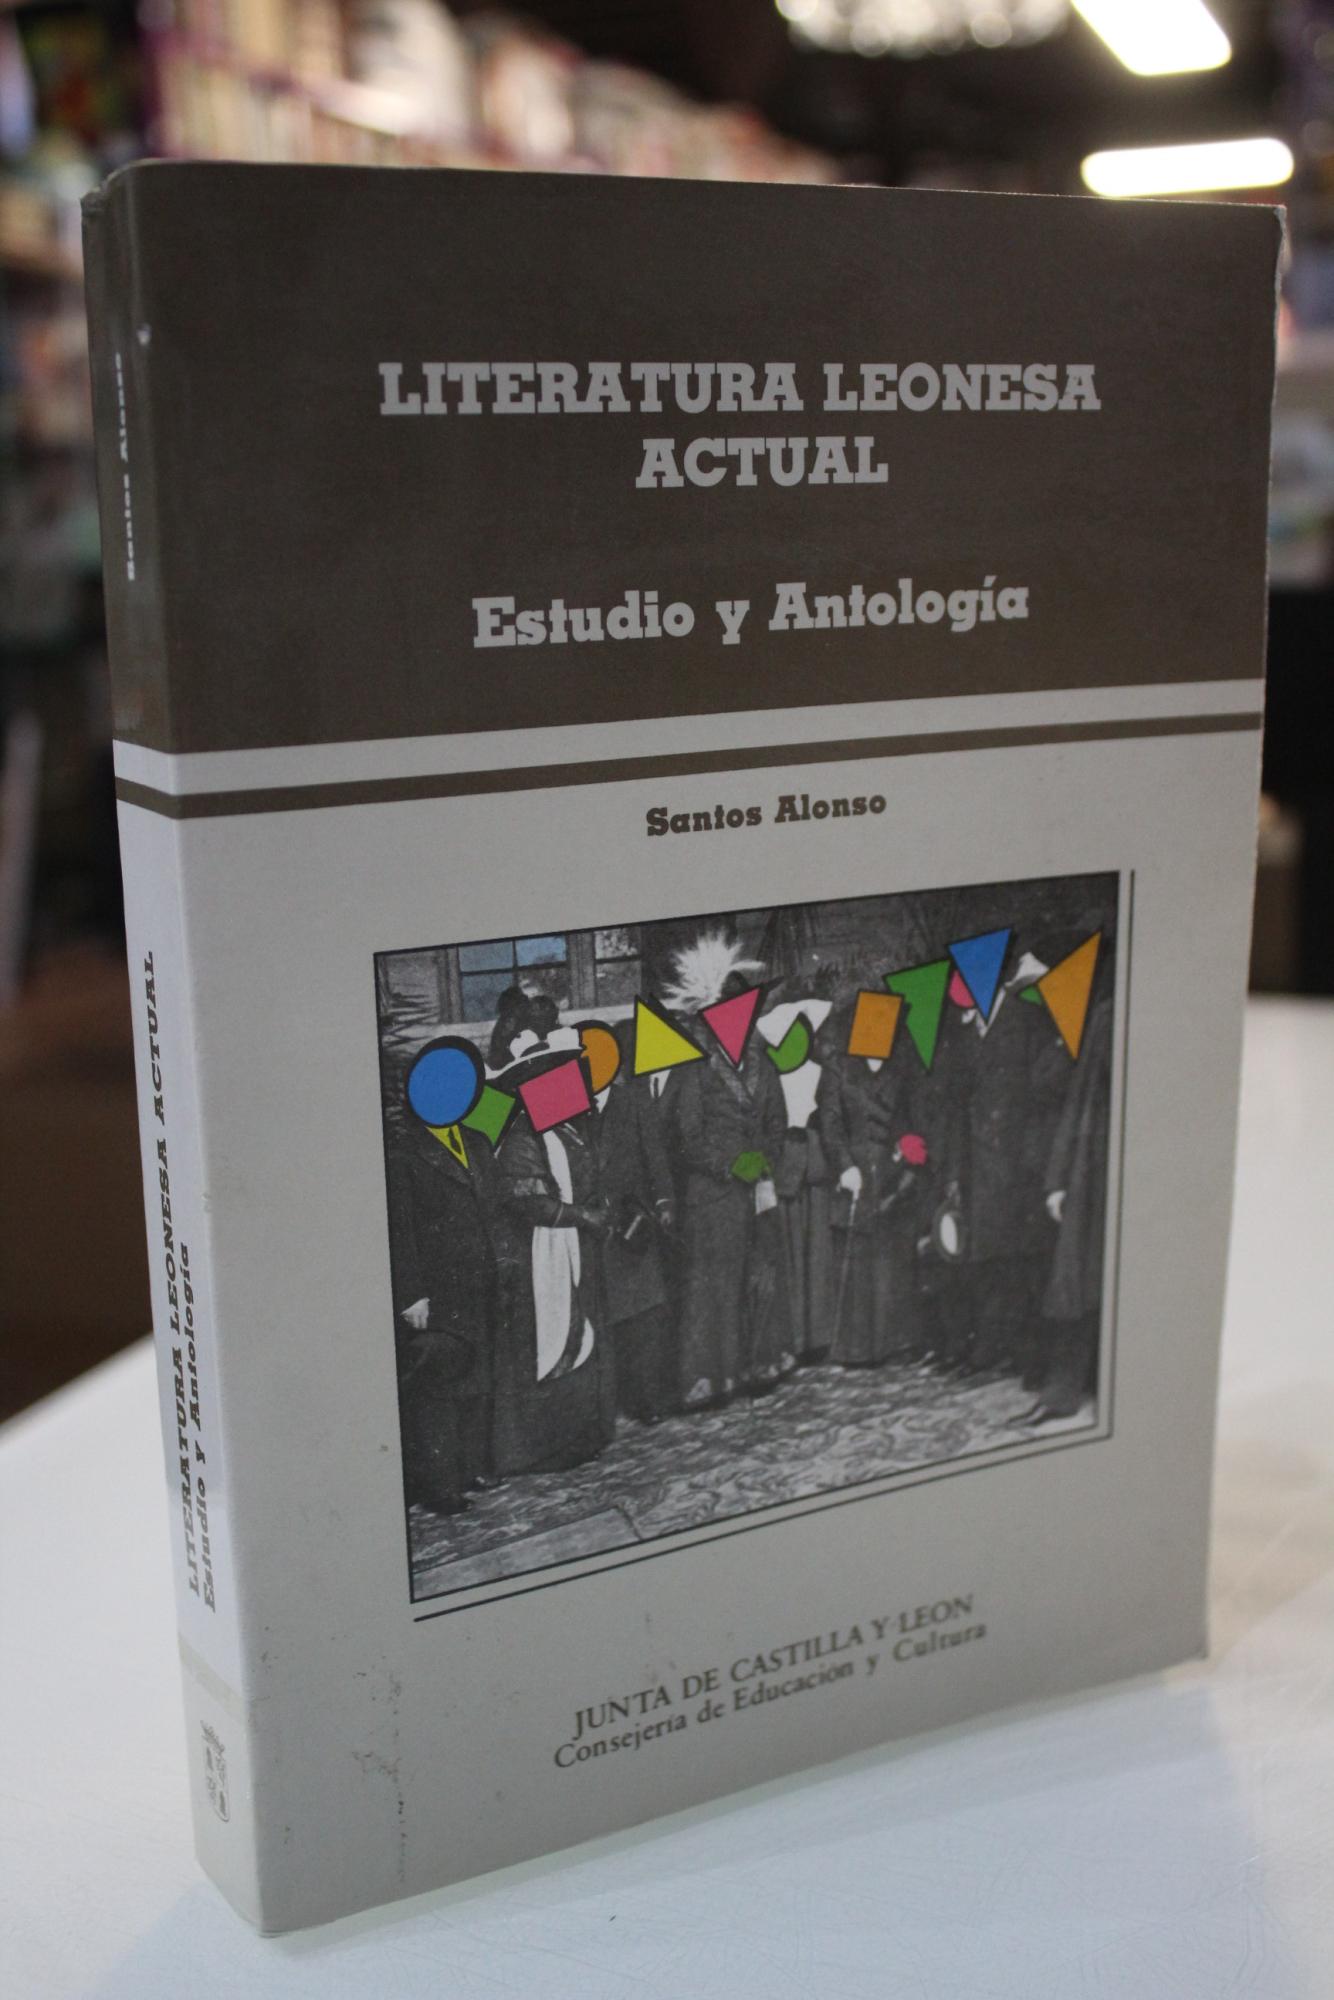 LITERATURA LEONESA
ACTUAL
Estudio y Antología
Santos Alonso
JUNTA DE CASTILLA Y LEON
Consejería de Educación y Cultura
Santos Alonso
LITERATURA LEONESA ACTUAL
Estudio y Antología